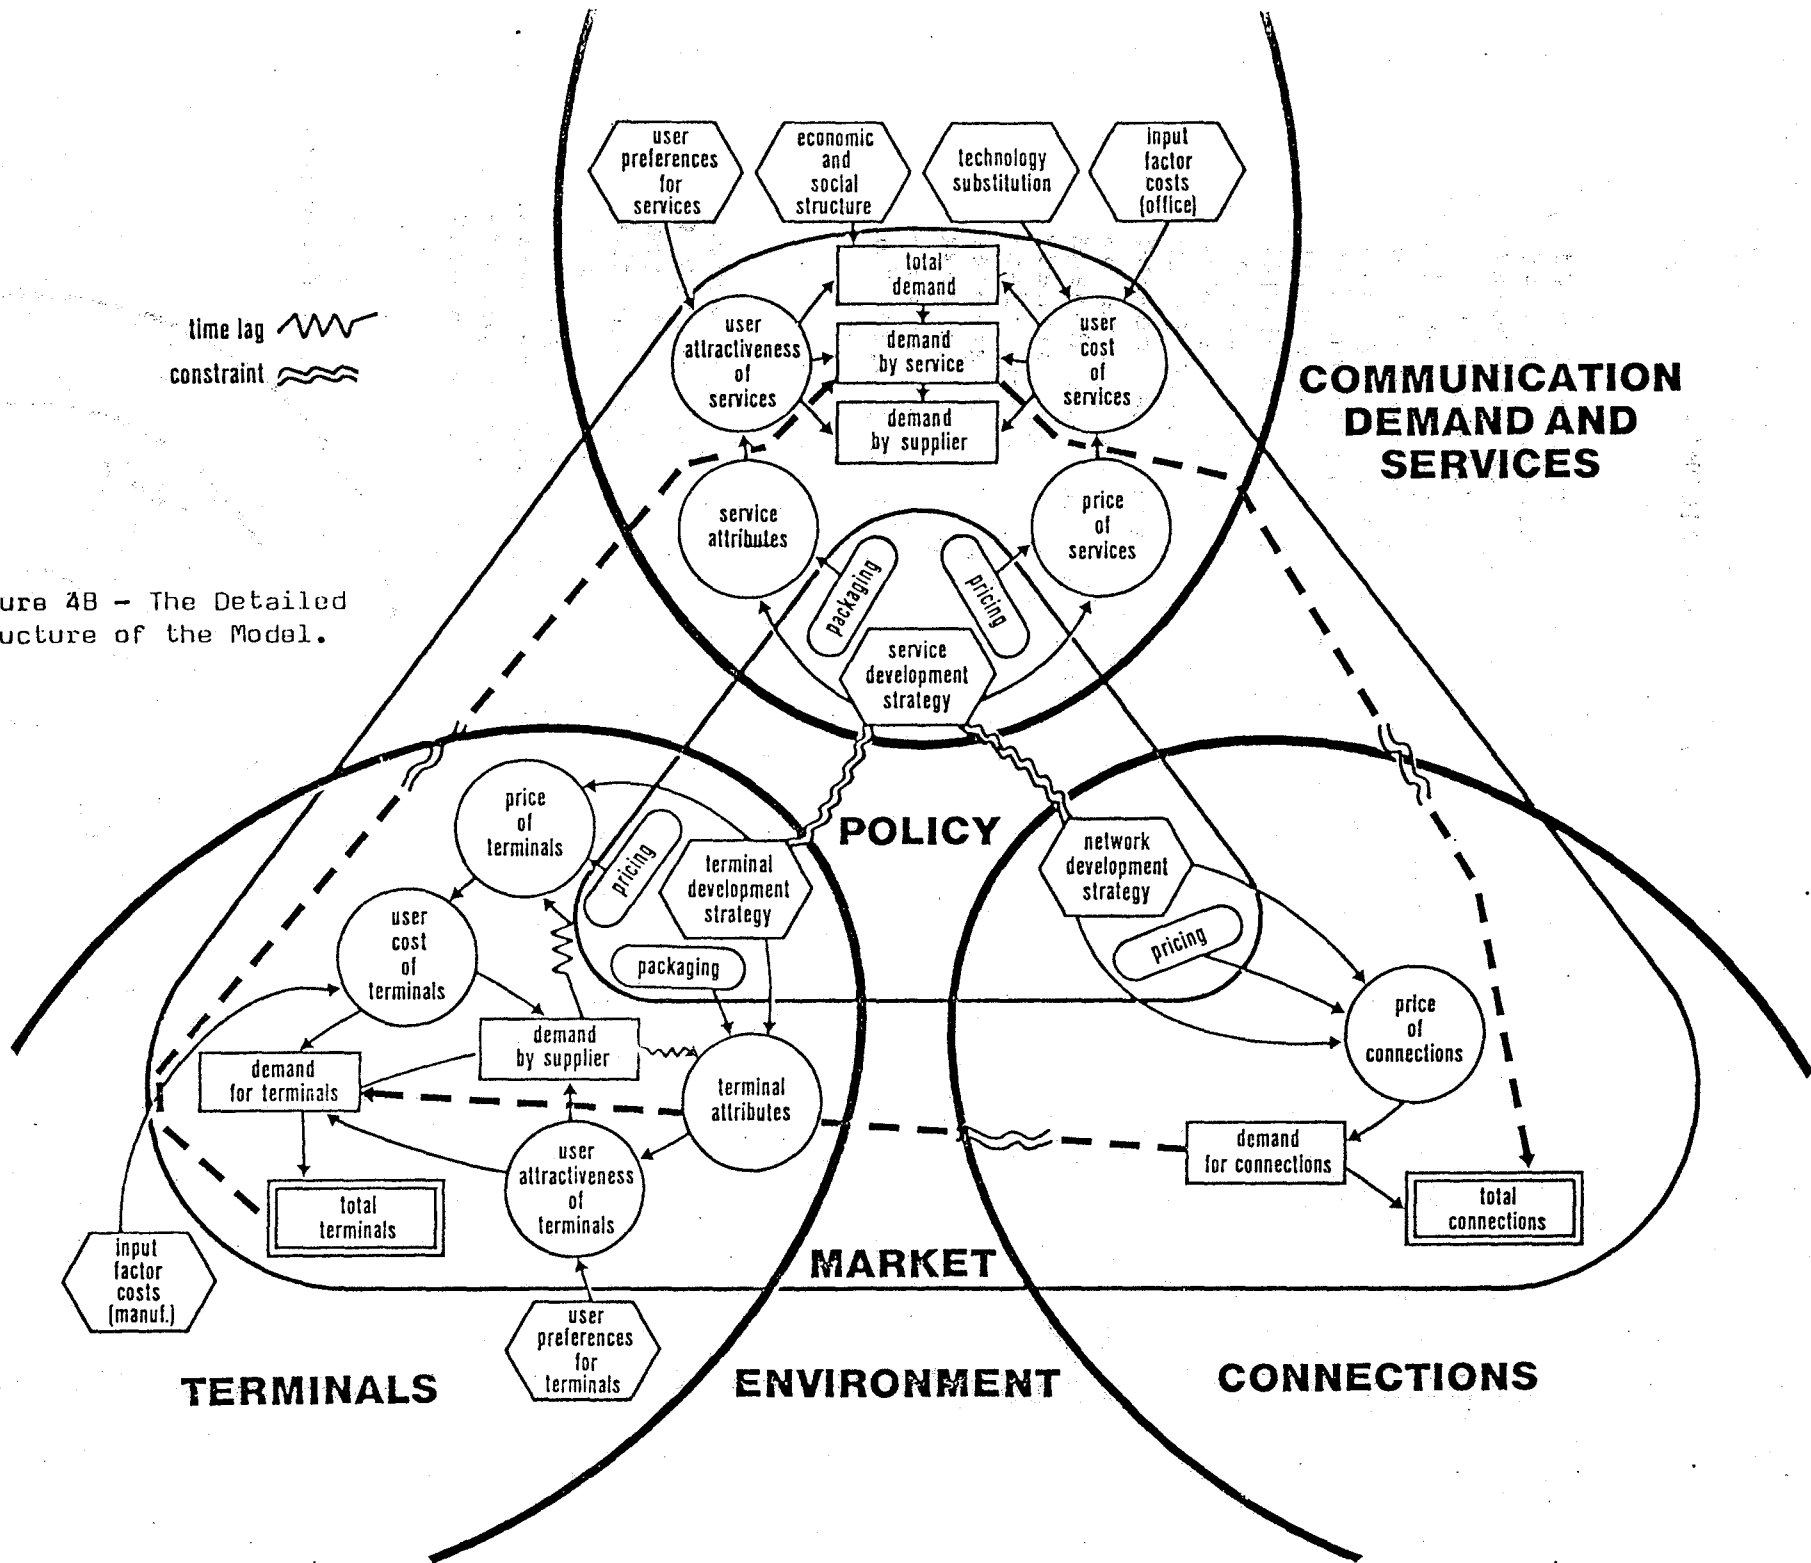 user
preferences
for
services
economic
and
social
structure
technology
substitution
input
factor
costs
(office)
total
demand
time lag
user
attractiveness
of
services
demand
by service
user
cost
of
services
constraint
COMMUNICATION
DEMAND AND
SERVICES
demand
by supplier
service
attributes
price
of
services
packaging
pricing
ure 4B – The Detailed
ucture of the Model.
service
development
strategy
price
of
terminals
POLICY
pricing
terminal
development
strategy
network
development
strategy
user
cost
of
terminals
packaging
pricing
price
of
connections
demand
by supplier
demand
for terminals
terminal
attributes
demand
for connections
user
attractiveness
of
terminals
total
terminals
total
connections
input
factor
costs
(manuf.)
MARKET
user
preferences
for
terminals
TERMINALS
ENVIRONMENT
CONNECTIONS